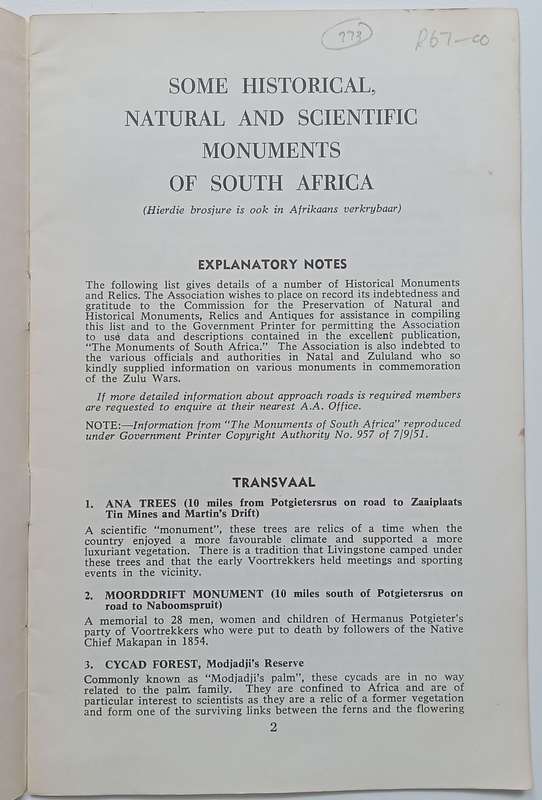 773
R67-00
SOME HISTORICAL,
NATURAL AND SCIENTIFIC
MONUMENTS
OF SOUTH AFRICA
(Hierdie brosjure is ook in Afrikaans verkrybaar)
EXPLANATORY NOTES
The following list gives details of a number of Historical Monuments
and Relics. The Association wishes to place on record its indebtedness and
gratitude to the Commission for the Preservation of Natural and
Historical Monuments, Relics and Antiques for assistance in compiling
this list and to the Government Printer for permitting the Association
to use data and descriptions contained in the excellent publication,
"The Monuments of South Africa." The Association is also indebted to
the various officials and authorities in Natal and Zululand who so
kindly supplied information on various monuments in commemoration
of the Zulu Wars.
If more detailed information about approach roads is required members
are requested to enquire at their nearest A.A. Office.
NOTE:—Information from "The Monuments of South Africa" reproduced
under Government Printer Copyright Authority No. 957 of 7/9/51.
TRANSVAAL
1. ANA TREES (10 miles from Potgietersrus on road to Zaaiplaats
Tin Mines and Martin's Drift)
A scientific "monument", these trees are relics of a time when the
country enjoyed a more favourable climate and supported a more
luxuriant vegetation. There is a tradition that Livingstone camped under
these trees and that the early Voortrekkers held meetings and sporting
events in the vicinity.
2. MOORDDRIFT MONUMENT (10 miles south of Potgietersrus on
road to Naboomspruit)
A memorial to 28 men, women and children of Hermanus Potgieter's
party of Voortrekkers who were put to death by followers of the Native
Chief Makapan in 1854.
3. CYCAD FOREST, Modjadji's Reserve
Commonly known as "Modjadji's palm", these cycads are in no way
related to the palm family. They are confined to Africa and are of
particular interest to scientists as they are a relic of a former vegetation
and form one of the surviving links between the ferns and the flowering
2